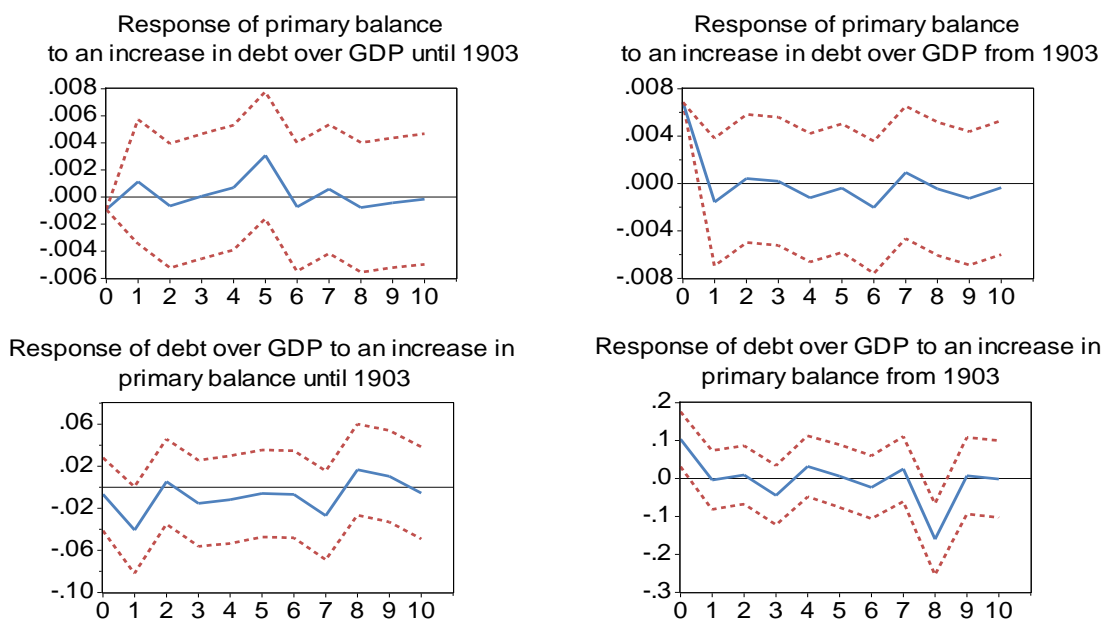 Response of primary balance
to an increase in debt over GDP until 1903
.008
.006
.004
.002
.000
-.002
-.004
-.006
0 1 2 3 4 5 6 7 8 9 10
Response of primary balance
to an increase in debt over GDP from 1903
.008
.004
.000
-.004
-.008
0 1 2 3 4 5 6 7 8 9 10
Response of debt over GDP to an increase in
primary balance until 1903
.06
.02
-.02
-.06
-.10
0 1 2 3 4 5 6 7 8 9 10
Response of debt over GDP to an increase in
primary balance from 1903
.2
.1
.0
-.1
-.2
-.3
0 1 2 3 4 5 6 7 8 9 10